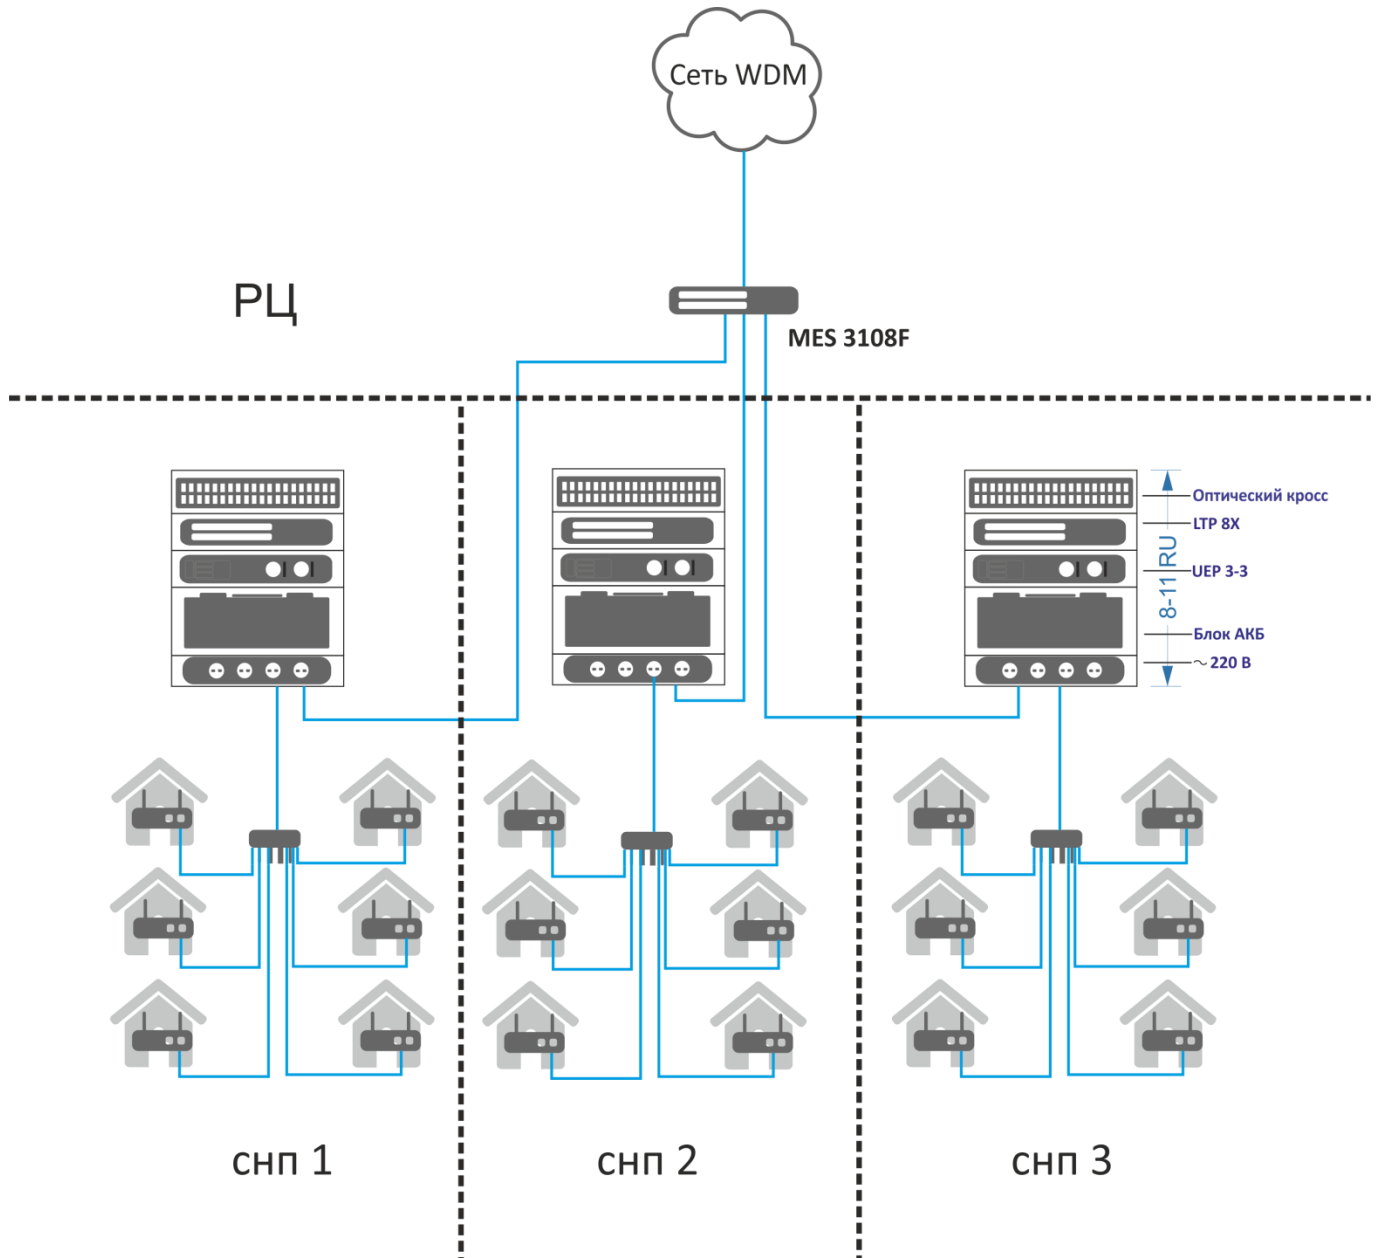 Сеть WDM
РЦ
MES 3108F
Оптический кросс
LTP 8X
UEP 3-3
8-11 RU
Блок АКБ
~ 220 В
снп 1
снп 2
снп 3